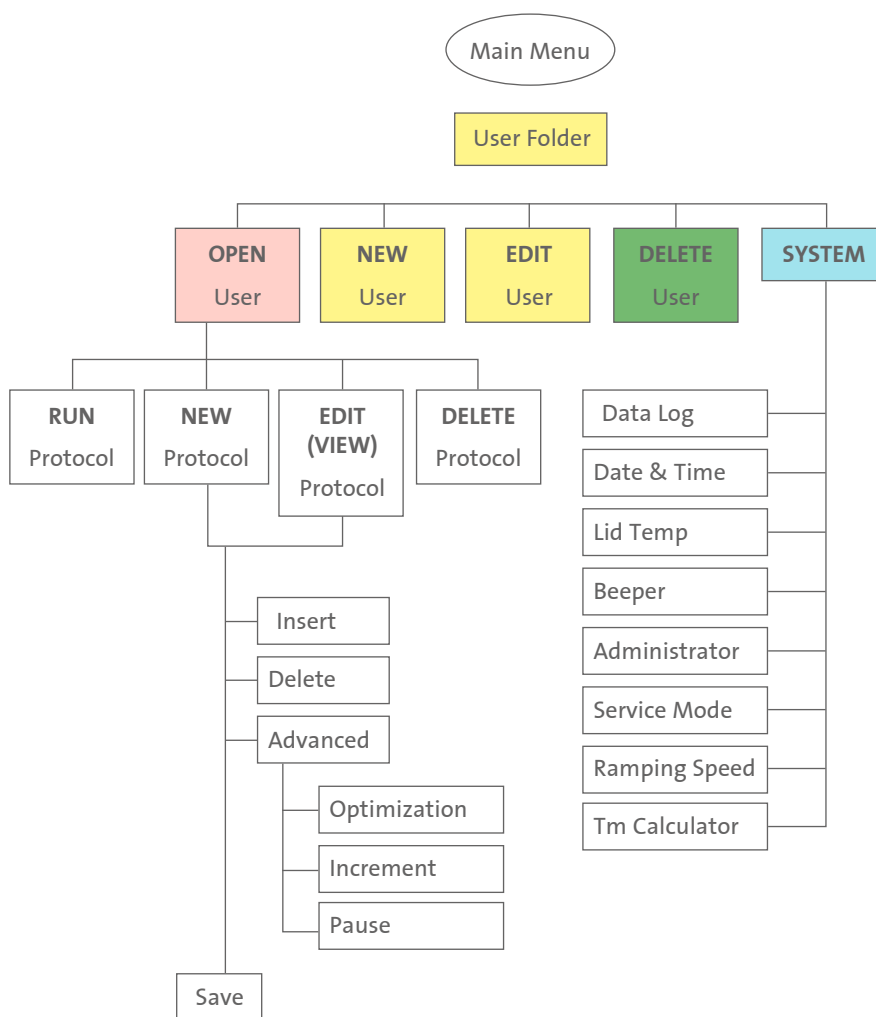 Main Menu
User Folder
OPEN
User
NEW
User
EDIT
User
DELETE
User
SYSTEM
RUN
Protocol
NEW
Protocol
EDIT
(VIEW)
Protocol
DELETE
Protocol
Insert
Delete
Advanced
Optimization
Increment
Pause
Save
Data Log
Date & Time
Lid Temp
Beeper
Administrator
Service Mode
Ramping Speed
Tm Calculator